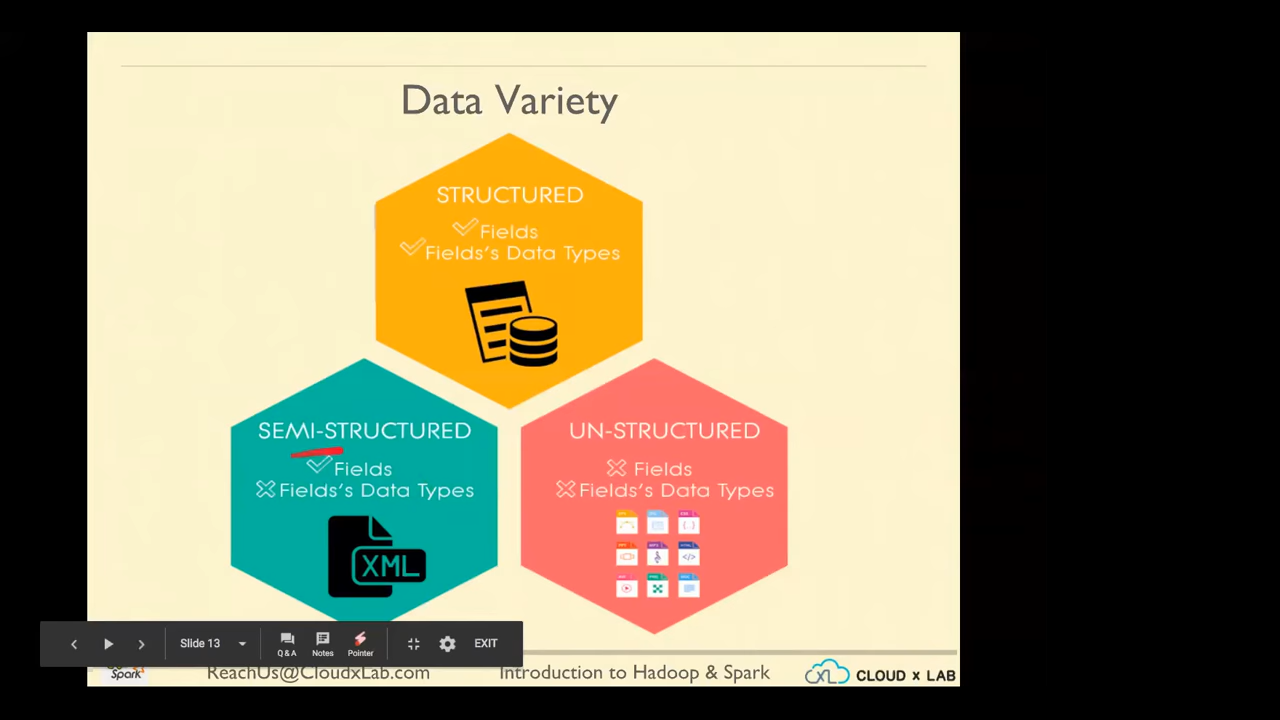 Data Variety
STRUCTURED
Fields
Fields's Data Types
SEMI-STRUCTURED
Fields
Fields's Data Types
XML
UN-STRUCTURED
Fields
Fields's Data Types
Slide 13
Q & A
Notes
Pointer
EXIT
Spark
ReachUs@CloudxLab.com
Introduction to Hadoop & Spark
CLOUD x LAB